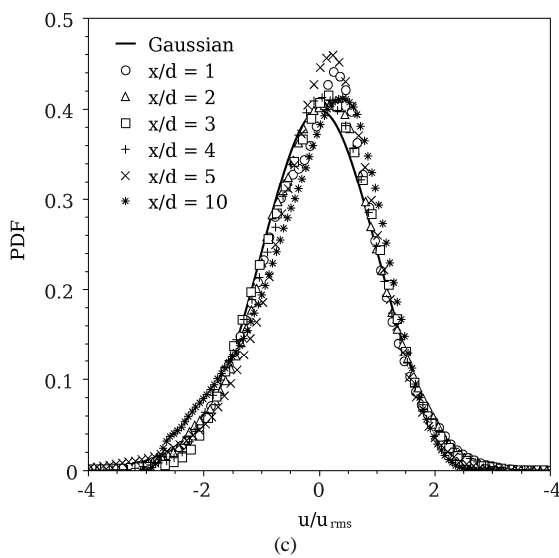 0.5
Gaussian
x/d = 1
x/d = 2
x/d = 3
x/d = 4
x/d = 5
x/d = 10
0.4
0.3
PDF
0.2
0.1
0
-4
-2
0
2
-4
u/u rms
(c)